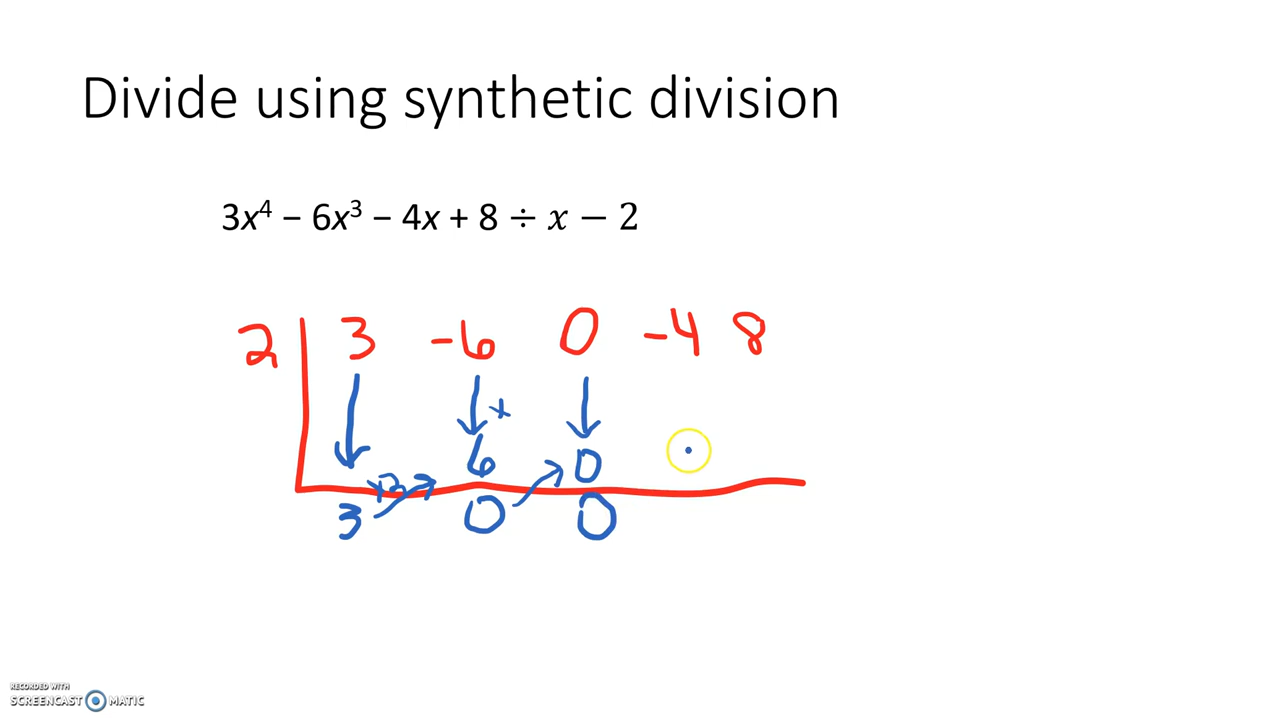 Divide using synthetic division
3x⁴ − 6x³ − 4x + 8 ÷ x − 2
2 3 -6 0 -4 8
+
6 0
3 0 0
RECORDED WITH
SCREENCAST MATIC